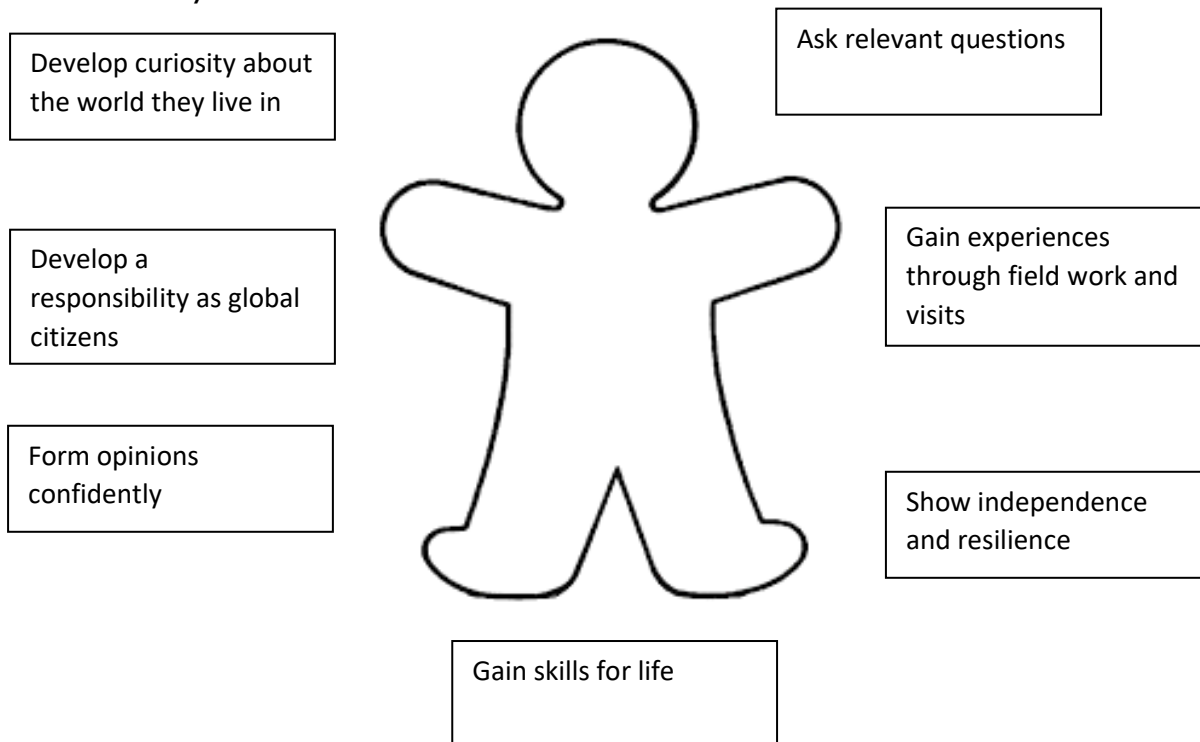 Develop curiosity about
the world they live in
Ask relevant questions
Develop a
responsibility as global
citizens
Gain experiences
through field work and
visits
Form opinions
confidently
Show independence
and resilience
Gain skills for life